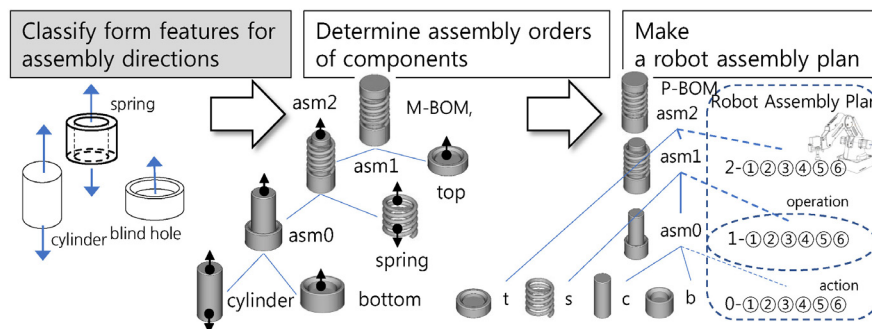 Classify form features for
assembly directions
Determine assembly orders
of components
Make
a robot assembly plan
spring
cylinder
blind hole
asm2
M-BOM,
asm1
top
asm0
spring
cylinder
bottom
P-BOM
asm2
asm1
asm0
t
s
c
b
Robot Assembly Plan
2-①②③④⑤⑥
operation
1-①②③④⑤⑥
action
0-①②③④⑤⑥